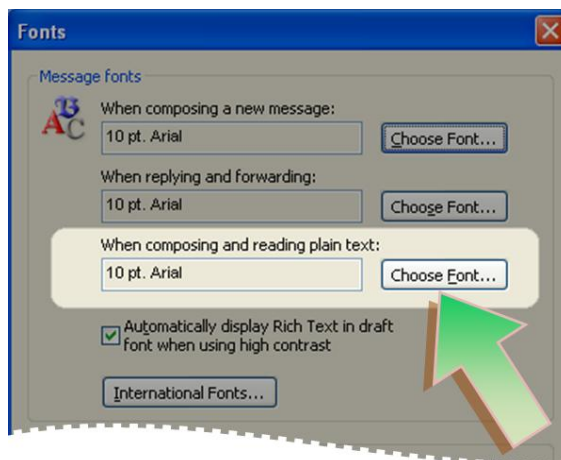 Fonts
Message fonts
When composing a new message:
10 pt. Arial
Choose Font...
When replying and forwarding:
10 pt. Arial
Choose Font...
When composing and reading plain text:
10 pt. Arial
Choose Font...
Automatically display Rich Text in draft
font when using high contrast
International Fonts...